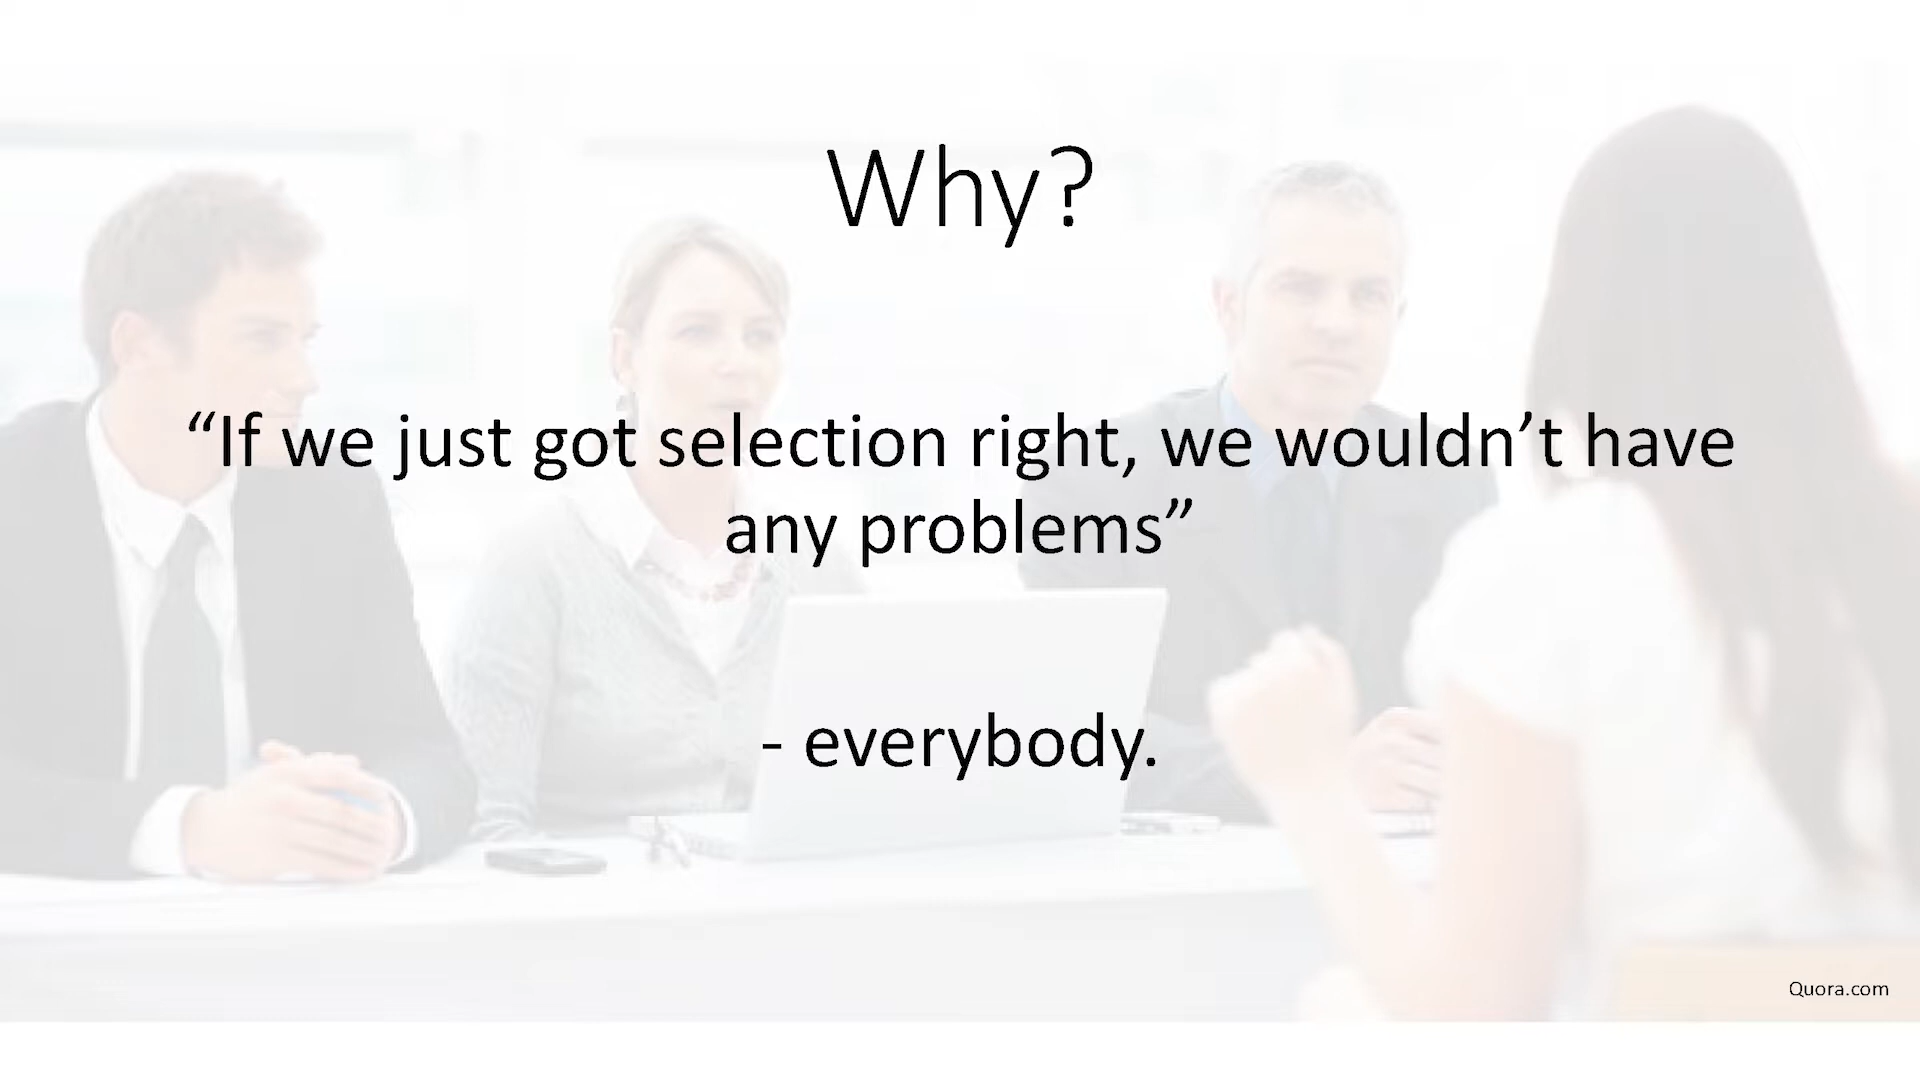 Why?
“If we just got selection right, we wouldn’t have
any problems”
- everybody.
Quora.com